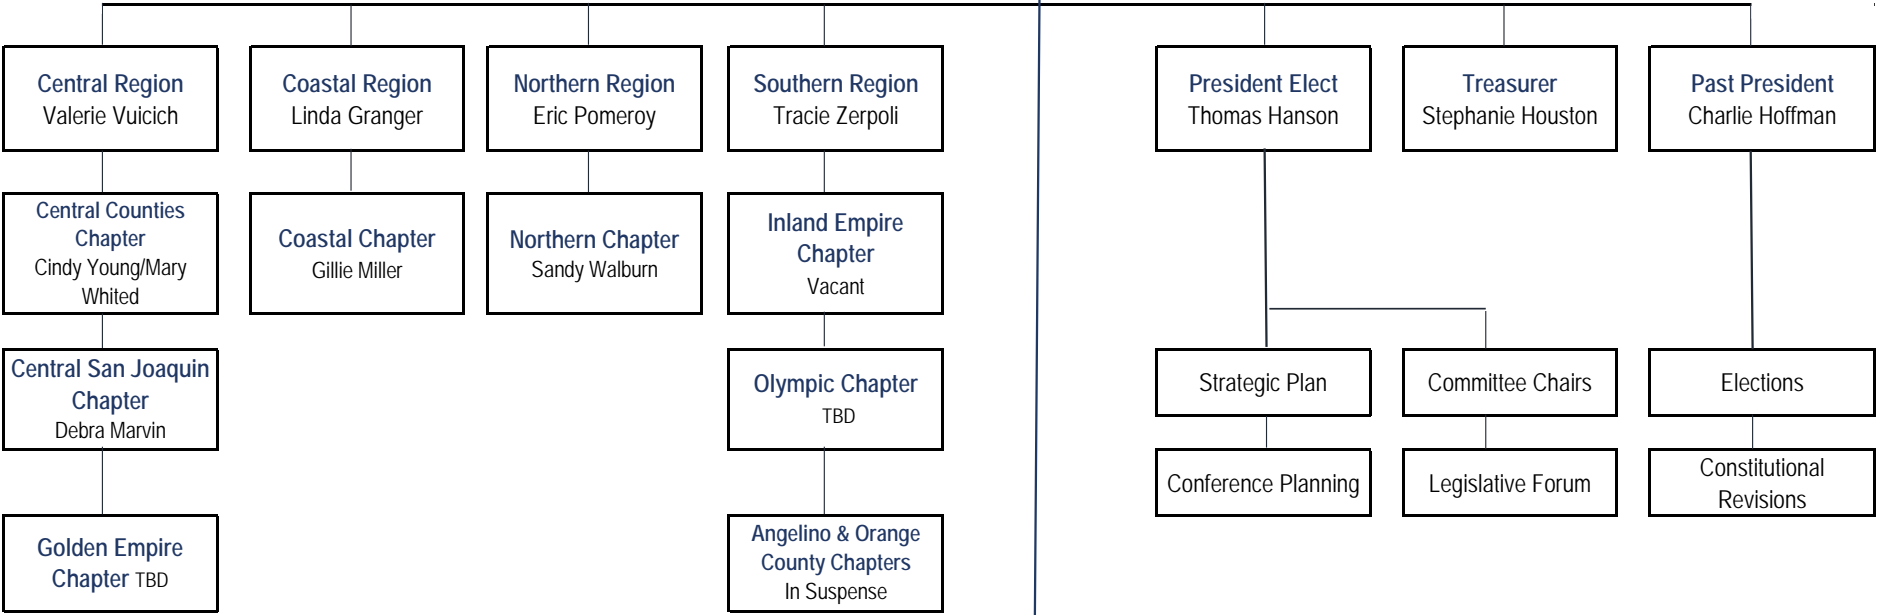 Central Region
Valerie Vuicich
Coastal Region
Linda Granger
Northern Region
Eric Pomeroy
Southern Region
Tracie Zerpoli
President Elect
Thomas Hanson
Treasurer
Stephanie Houston
Past President
Charlie Hoffman
Central Counties
Chapter
Cindy Young/Mary
Whited
Coastal Chapter
Gillie Miller
Northern Chapter
Sandy Walburn
Inland Empire
Chapter
Vacant
Central San Joaquin
Chapter
Debra Marvin
Olympic Chapter
TBD
Strategic Plan
Committee Chairs
Elections
Conference Planning
Legislative Forum
Constitutional
Revisions
Golden Empire
Chapter TBD
Angelino & Orange
County Chapters
In Suspense